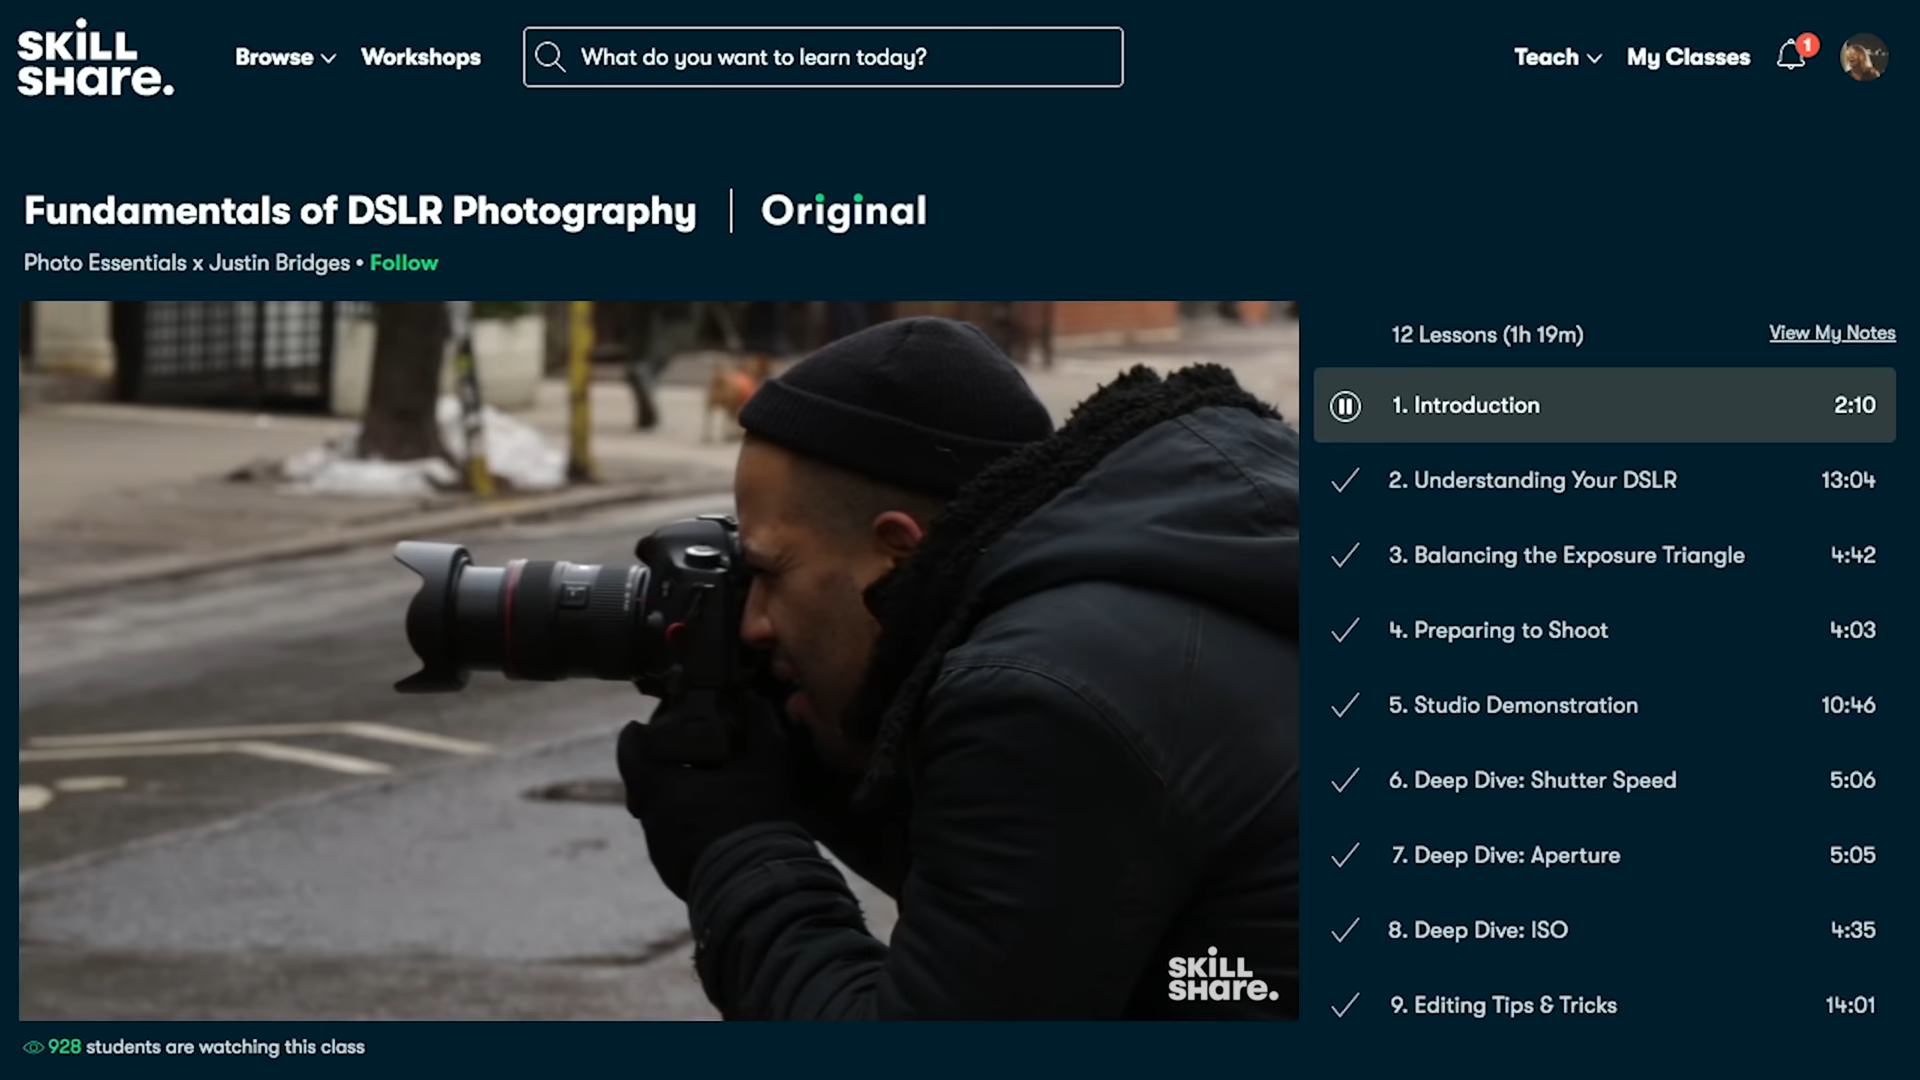 SKILL
SHare.
Browse
Workshops
What do you want to learn today?
Teach
My Classes
1
Fundamentals of DSLR Photography | Original
Photo Essentials x Justin Bridges • Follow
12 Lessons (1h 19m)
View My Notes
1. Introduction 2:10
2. Understanding Your DSLR 13:04
3. Balancing the Exposure Triangle 4:42
4. Preparing to Shoot 4:03
5. Studio Demonstration 10:46
6. Deep Dive: Shutter Speed 5:06
7. Deep Dive: Aperture 5:05
8. Deep Dive: ISO 4:35
9. Editing Tips & Tricks 14:01
SKILL
SHare.
928 students are watching this class